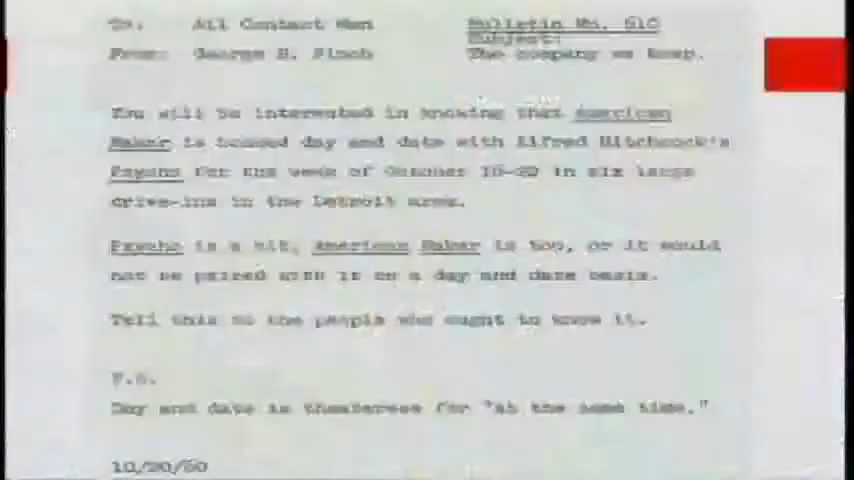 To: All Contact Men Bulletin No. 61C
Subject:
From: George B. Finch The company we keep.
You will be interested in knowing that American
Maker is booked day and date with Alfred Hitchcock's
Psycho for the week of October 16-22 in six large
drive-ins in the Detroit area.
Psycho is a hit, American Maker is too, or it would
not be paired with it on a day and date basis.
Tell this to the people who ought to know it.
P.S.
Day and date is theaterese for "at the same time."
10/20/60